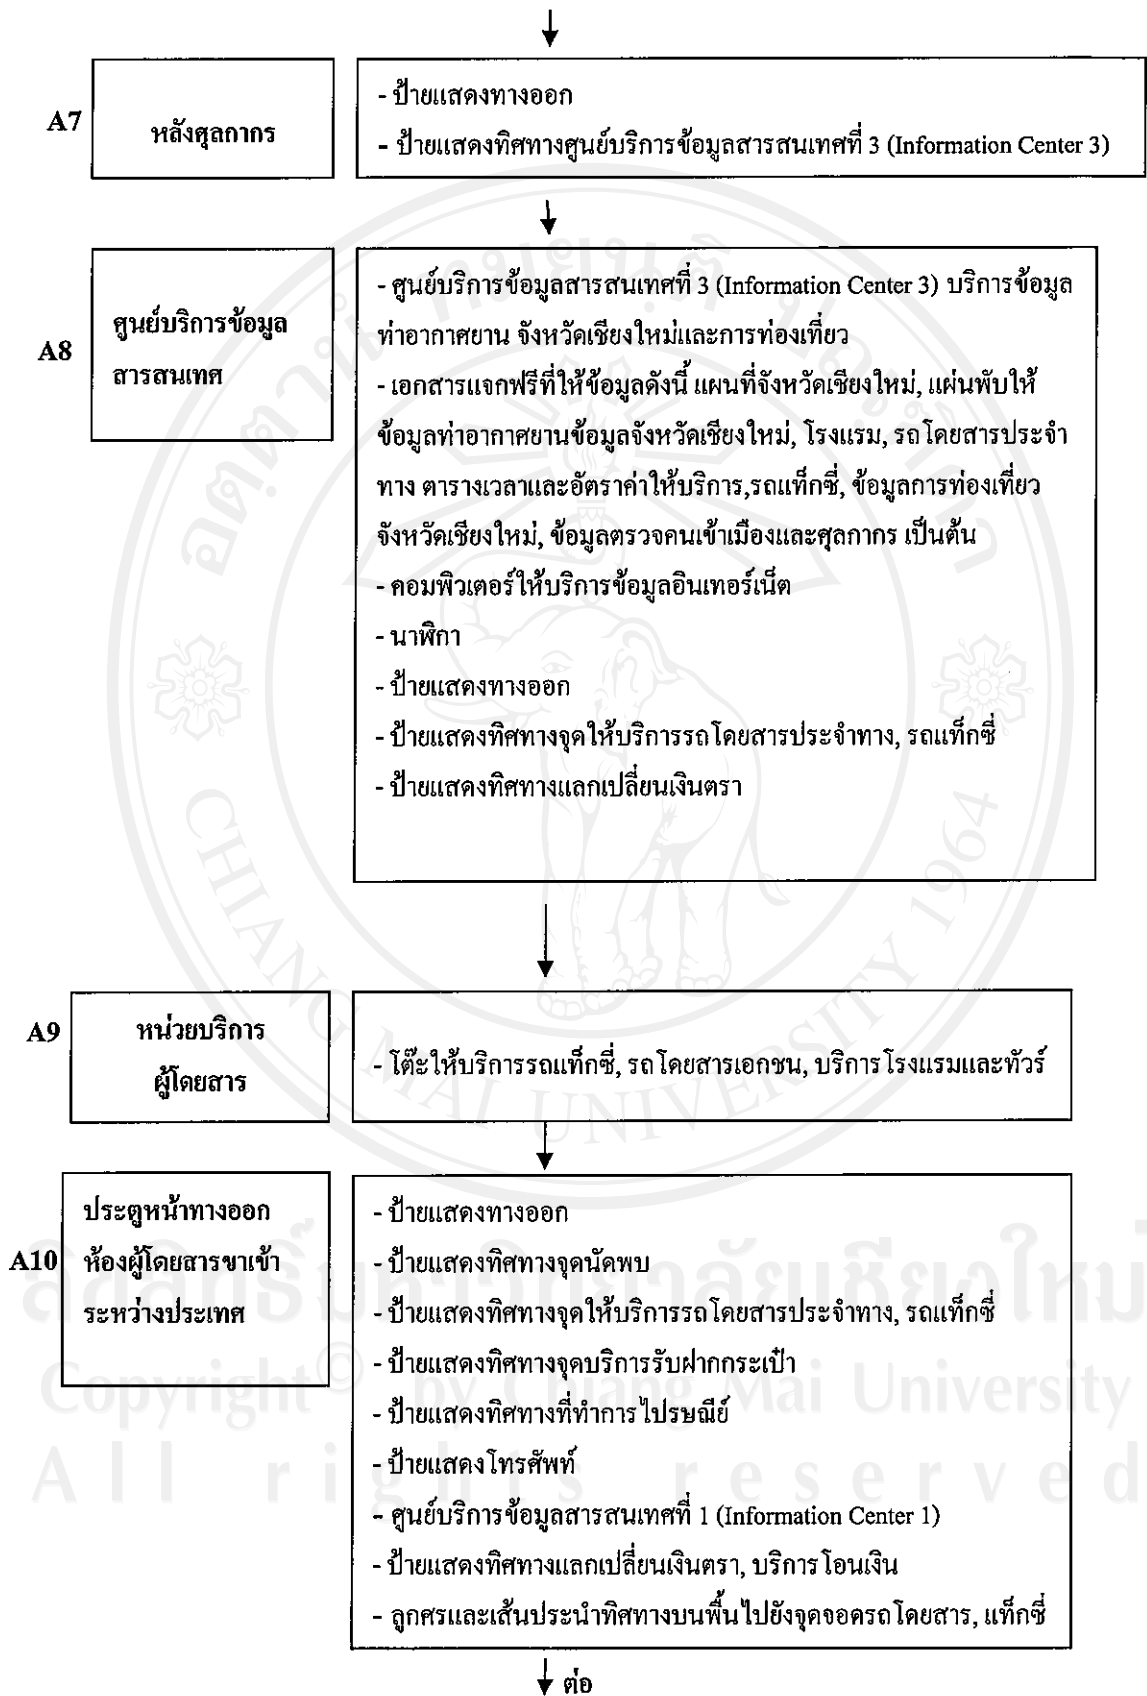 A7
หลังศุลกากร
- ป้ายแสดงทางออก
- ป้ายแสดงทิศทางศูนย์บริการข้อมูลสารสนเทศที่ 3 (Information Center 3)
A8
ศูนย์บริการข้อมูล
สารสนเทศ
- ศูนย์บริการข้อมูลสารสนเทศที่ 3 (Information Center 3) บริการข้อมูล
ท่าอากาศยาน จังหวัดเชียงใหม่และการท่องเที่ยว
- เอกสารแจกฟรีที่ให้ข้อมูลดังนี้ แผนที่จังหวัดเชียงใหม่, แผ่นพับให้
ข้อมูลท่าอากาศยานข้อมูลจังหวัดเชียงใหม่, โรงแรม, รถโดยสารประจำ
ทาง ตารางเวลาและอัตราค่าให้บริการ,รถแท็กซี่, ข้อมูลการท่องเที่ยว
จังหวัดเชียงใหม่, ข้อมูลตรวจคนเข้าเมืองและศุลกากร เป็นต้น
- คอมพิวเตอร์ให้บริการข้อมูลอินเทอร์เน็ต
- นาฬิกา
- ป้ายแสดงทางออก
- ป้ายแสดงทิศทางจุดให้บริการรถโดยสารประจำทาง, รถแท็กซี่
- ป้ายแสดงทิศทางแลกเปลี่ยนเงินตรา
A9
หน่วยบริการ
ผู้โดยสาร
- โต๊ะให้บริการรถแท็กซี่, รถโดยสารเอกชน, บริการโรงแรมและทัวร์
A10
ประตูหน้าทางออก
ห้องผู้โดยสารขาเข้า
ระหว่างประเทศ
- ป้ายแสดงทางออก
- ป้ายแสดงทิศทางจุดนัดพบ
- ป้ายแสดงทิศทางจุดให้บริการรถโดยสารประจำทาง, รถแท็กซี่
- ป้ายแสดงทิศทางจุดบริการรับฝากกระเป๋า
- ป้ายแสดงทิศทางที่ทำการไปรษณีย์
- ป้ายแสดงโทรศัพท์
- ศูนย์บริการข้อมูลสารสนเทศที่ 1 (Information Center 1)
- ป้ายแสดงทิศทางแลกเปลี่ยนเงินตรา, บริการโอนเงิน
- ลูกศรและเส้นประนำทิศทางบนพื้นไปยังจุดจอดรถโดยสาร, แท็กซี่
ต่อ
CHIANG MAI UNIVERSITY 1964
ลิขสิทธิ์มหาวิทยาลัยเชียงใหม่
Copyright© by Chiang Mai University
All rights reserved